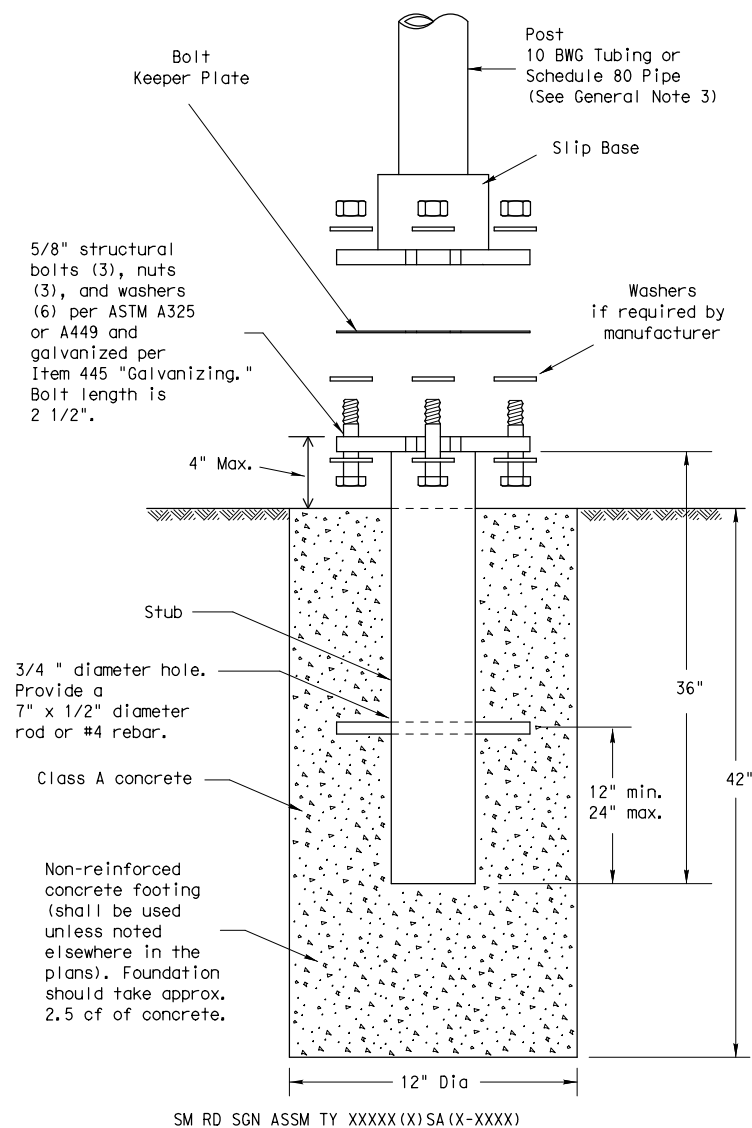 Post
10 BWG Tubing or
Schedule 80 Pipe
(See General Note 3)
Bolt
Keeper Plate
Slip Base
5/8" structural
bolts (3), nuts
(3), and washers
(6) per ASTM A325
or A449 and
galvanized per
Item 445 "Galvanizing."
Bolt length is
2 1/2".
Washers
if required by
manufacturer
4" Max.
Stub
3/4 " diameter hole.
Provide a
7" x 1/2" diameter
rod or #4 rebar.
36"
Class A concrete
12" min.
24" max.
42"
Non-reinforced
concrete footing
(shall be used
unless noted
elsewhere in the
plans). Foundation
should take approx.
2.5 cf of concrete.
12" Dia
SM RD SGN ASSM TY XXXXX(X)SA(X-XXXX)